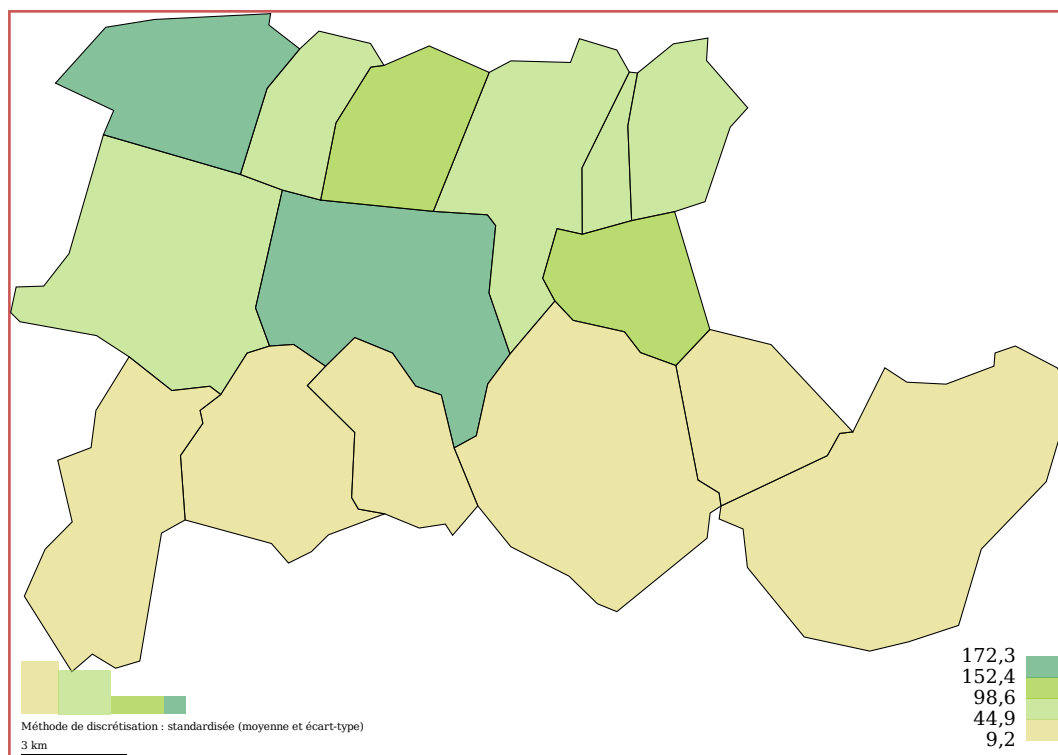 172,3
152,4
98,6
44,9
9,2
Méthode de discrétisation : standardisée (moyenne et écart-type)
3 km